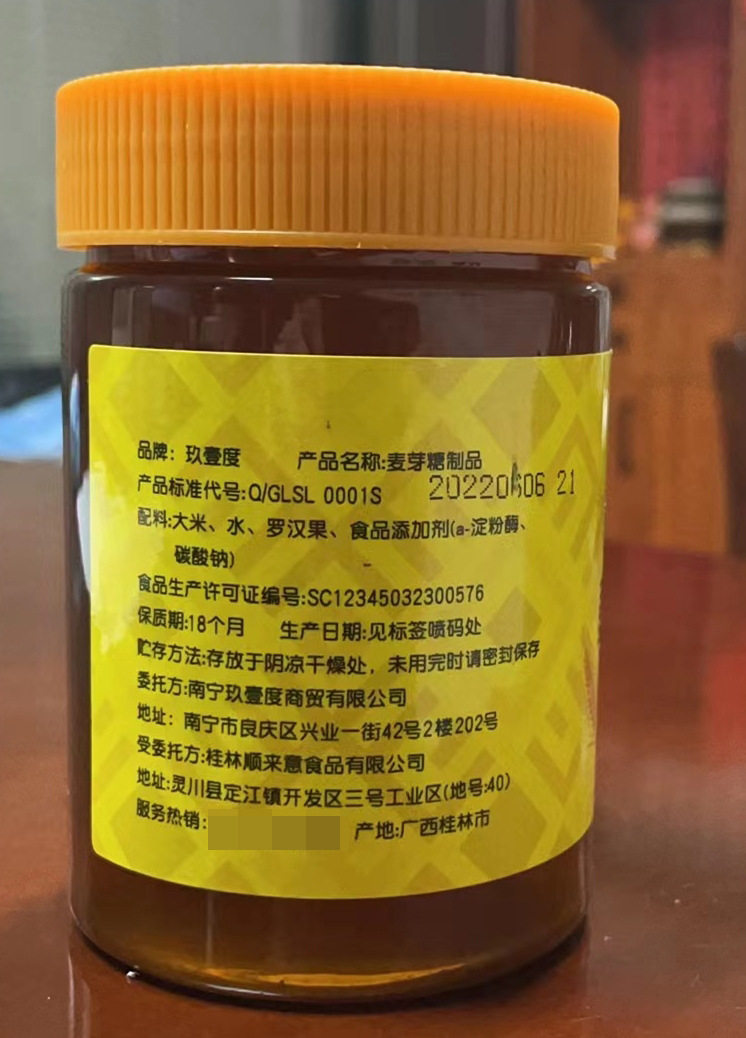 品牌：玖壹度 产品名称:麦芽糖制品
产品标准代号:Q/GLSL 0001S 20220606 21
配料:大米、水、罗汉果、食品添加剂(a-淀粉酶、
碳酸钠)
食品生产许可证编号:SC12345032300576
保质期:18个月 生产日期:见标签喷码处
贮存方法:存放于阴凉干燥处，未用完时请密封保存
委托方:南宁玖壹度商贸有限公司
地址：南宁市良庆区兴业一街42号2楼202号
受委托方:桂林顺来意食品有限公司
地址:灵川县定江镇开发区三号工业区(地号:40)
服务热销: 产地:广西桂林市